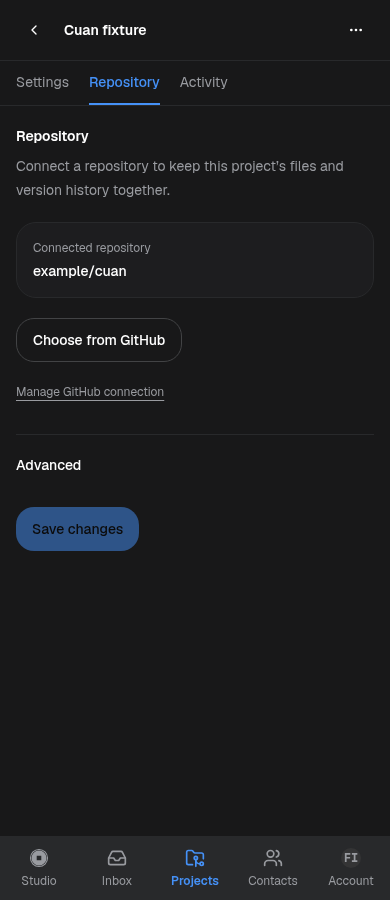 Cuan fixture
Settings
Repository
Activity
Repository
Connect a repository to keep this project's files and
version history together.
Connected repository
example/cuan
Choose from GitHub
Manage GitHub connection
Advanced
Save changes
FI
Studio
Inbox
Projects
Contacts
Account